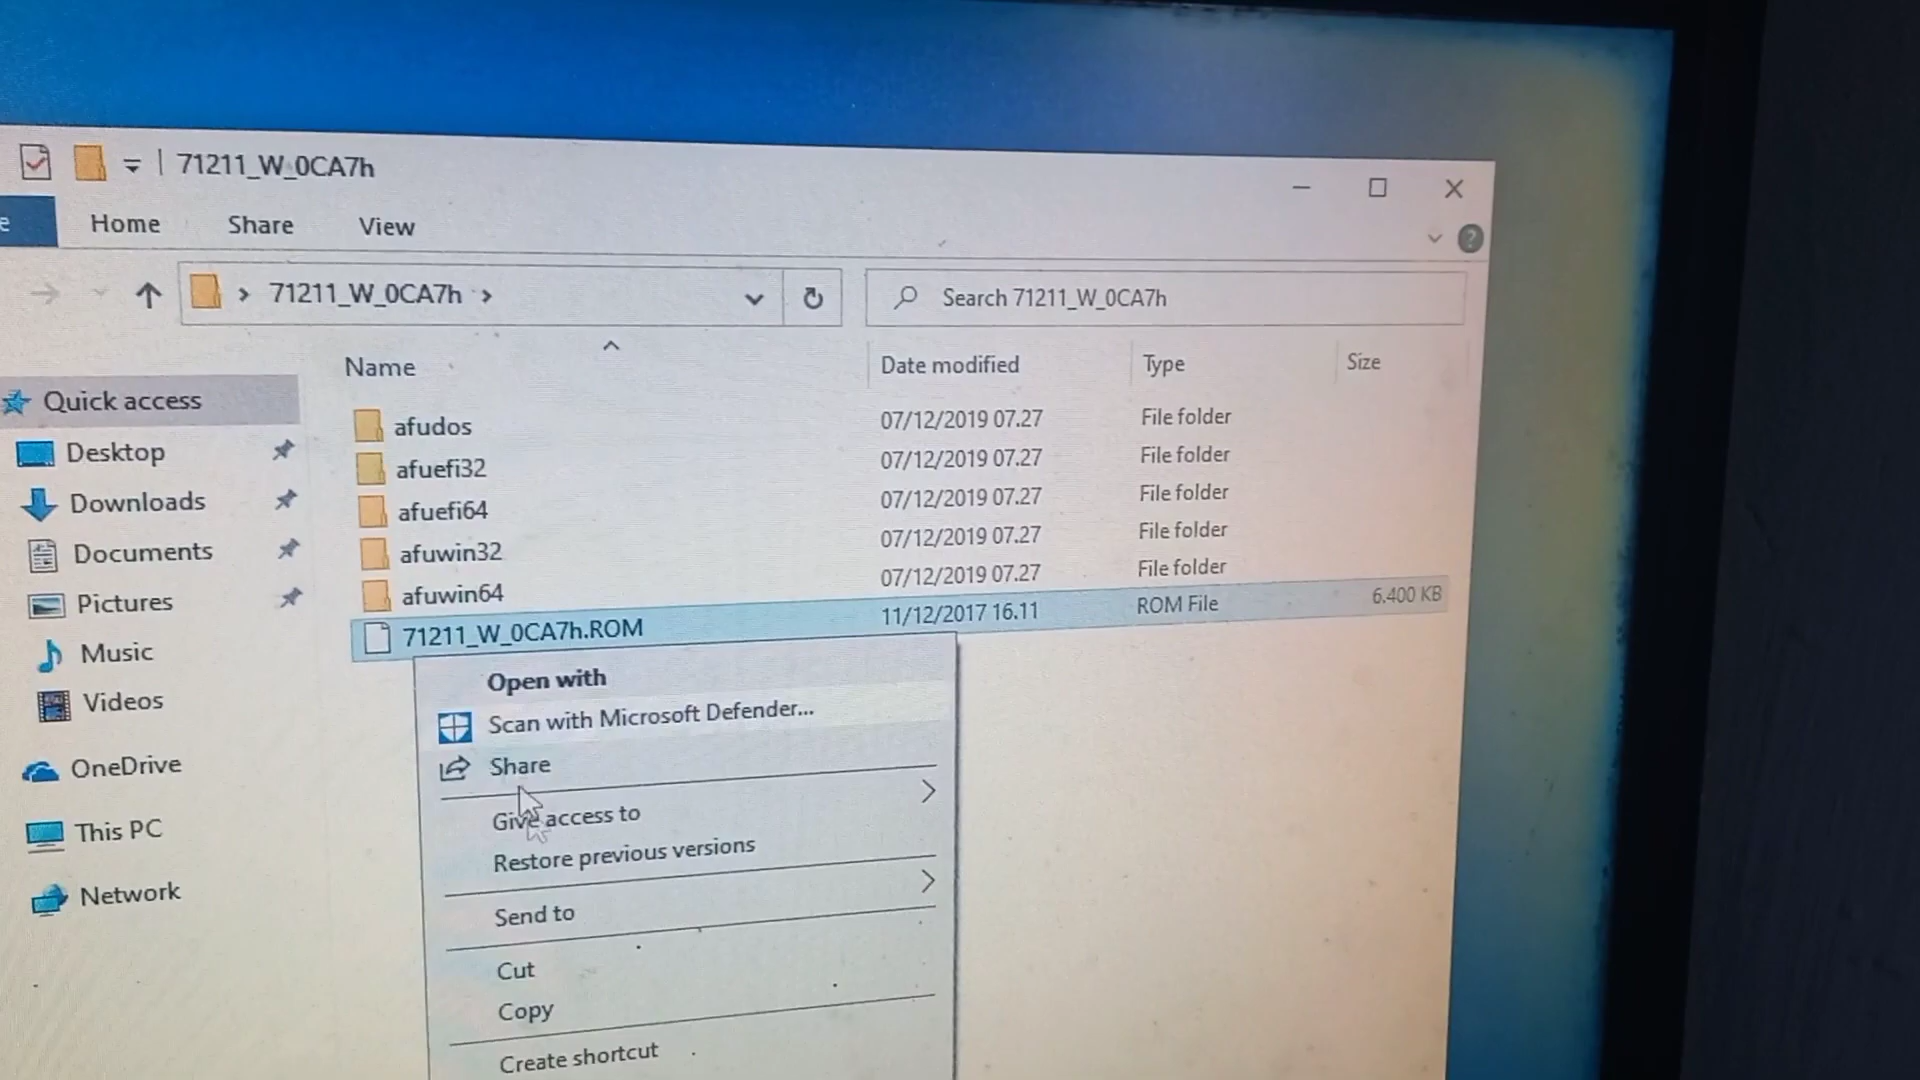 71211_W_0CA7h
e Home Share View
71211_W_0CA7h
Search 71211_W_0CA7h
Name Date modified Type Size
Quick access
Desktop
Downloads
Documents
Pictures
Music
Videos
OneDrive
This PC
Network
afudos 07/12/2019 07.27 File folder
afuefi32 07/12/2019 07.27 File folder
afuefi64 07/12/2019 07.27 File folder
afuwin32 07/12/2019 07.27 File folder
afuwin64 07/12/2019 07.27 File folder
71211_W_0CA7h.ROM 11/12/2017 16.11 ROM File 6.400 KB
Open with
Scan with Microsoft Defender...
Share
Give access to
Restore previous versions
Send to
Cut
Copy
Create shortcut